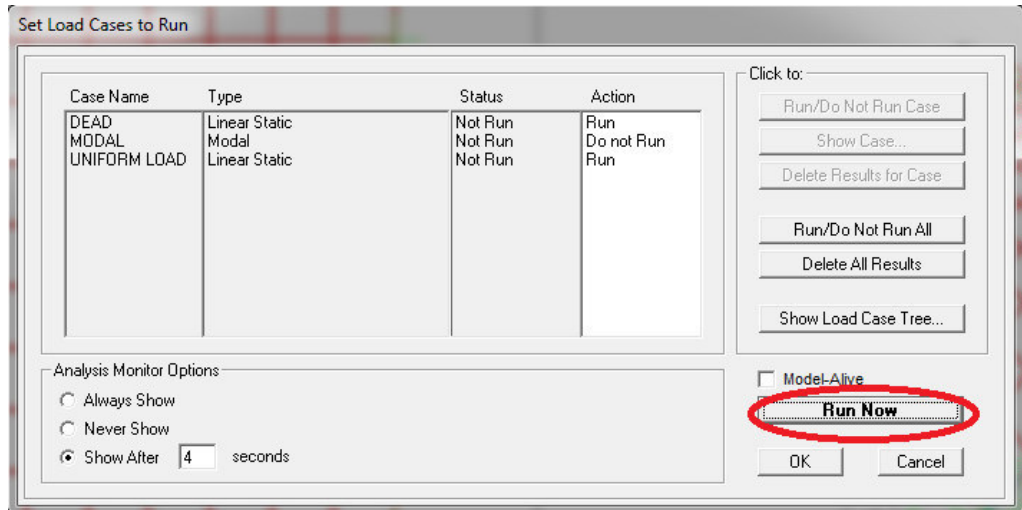 Set Load Cases to Run
Case Name Type Status Action
DEAD Linear Static Not Run Run
MODAL Modal Not Run Do not Run
UNIFORM LOAD Linear Static Not Run Run
Click to:
Run/Do Not Run Case
Show Case...
Delete Results for Case
Run/Do Not Run All
Delete All Results
Show Load Case Tree...
Analysis Monitor Options
Always Show
Never Show
Show After 4 seconds
Model-Alive
Run Now
OK Cancel